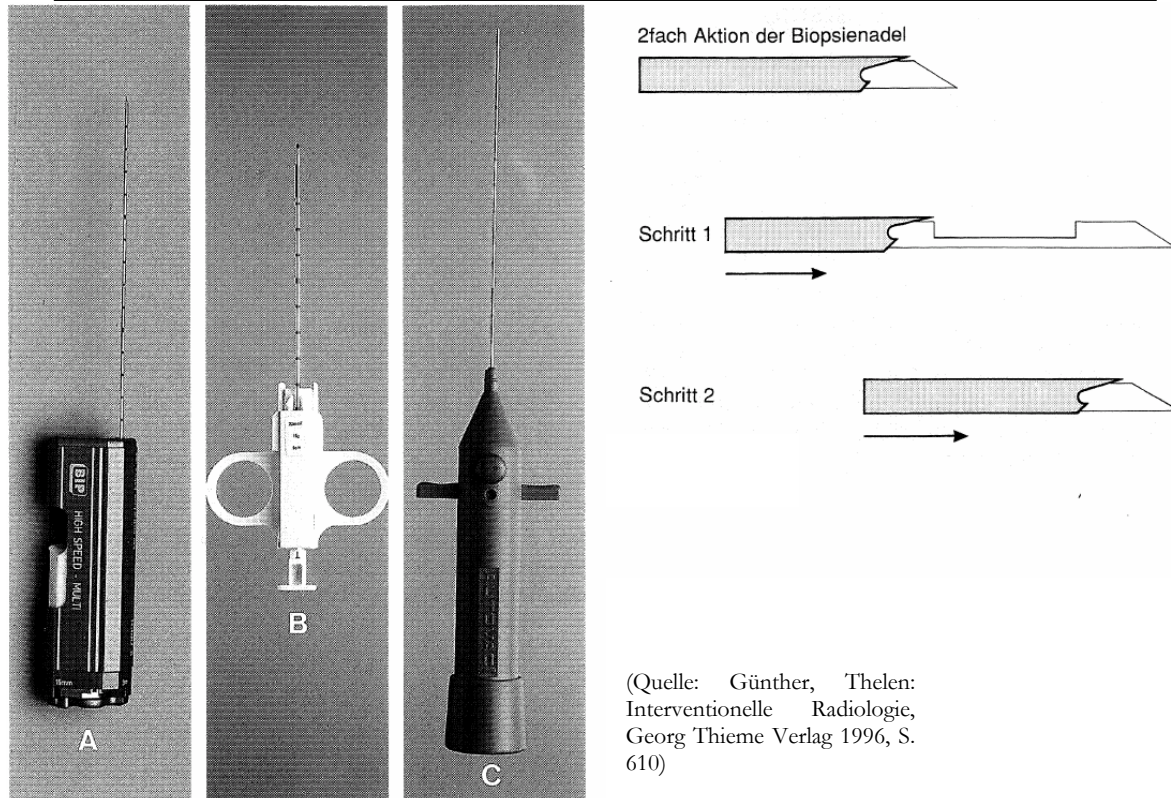 BIP
HIGH SPEED - MULTI
15mm
A
B
C
2fach Aktion der Biopsienadel
Schritt 1
Schritt 2
(Quelle: Günther, Thelen:
Interventionelle Radiologie,
Georg Thieme Verlag 1996, S.
610)